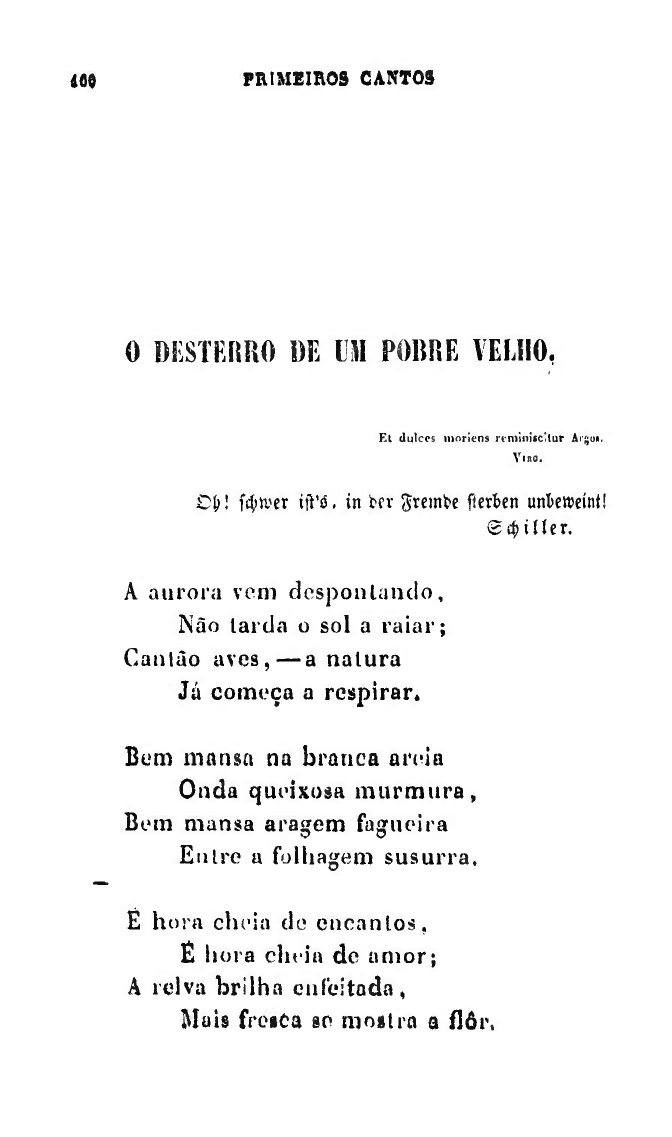 100 PRIMEIROS CANTOS
O DESTERRO DE UM POBRE VELHO.
Et dulces moriens reminiscitur Argos.
VIRG.
Oh! schwer ist's, in der Fremde sterben unbeweint!
Schiller.
A aurora vem despontando,
Não tarda o sol a raiar;
Cantão aves, — a natura
Já começa a respirar.
Bem mansa na branca areia
Onda queixosa murmura,
Bem mansa aragem fagueira
Entre a folhagem susurra.
É hora cheia de encantos,
É hora cheia de amor;
A relva brilha enfeitada,
Mais fresca se mostra a flôr.